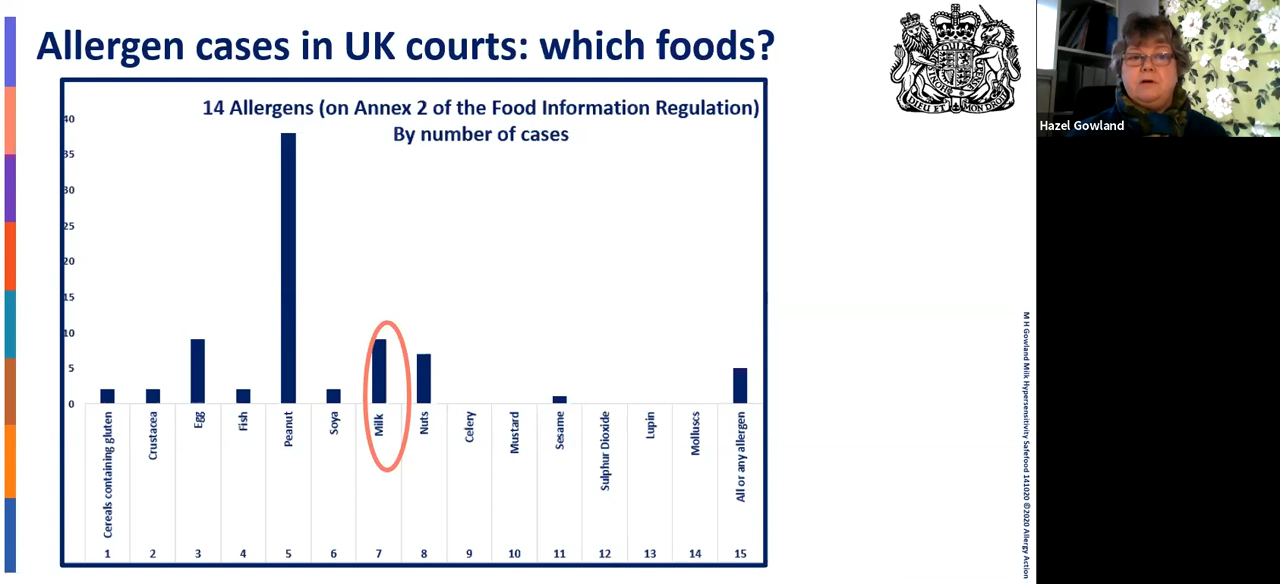 Allergen cases in UK courts: which foods?
14 Allergens (on Annex 2 of the Food Information Regulation)
By number of cases
40
35
30
25
20
15
10
5
0
Cereals containing gluten
Crustacea
Egg
Fish
Peanut
Soya
Milk
Nuts
Celery
Mustard
Sesame
Sulphur Dioxide
Lupin
Molluscs
All or any allergen
1 2 3 4 5 6 7 8 9 10 11 12 13 14 15
DIEU ET MON DROIT
Hazel Gowland
M H Gowland Milk Hypersensitivity Safefood 141020 ©2020 Allergy Action